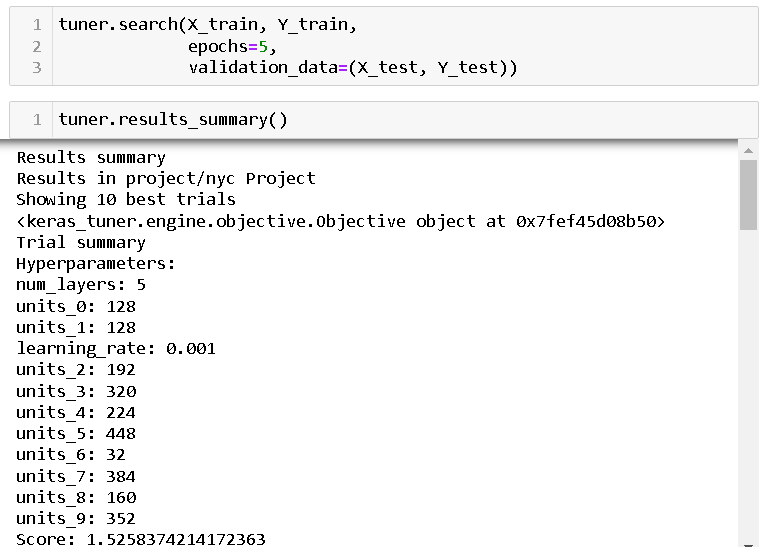 1 tuner.search(X_train, Y_train,
2 epochs=5,
3 validation_data=(X_test, Y_test))
1 tuner.results_summary()
Results summary
Results in project/nyc Project
Showing 10 best trials
<keras_tuner.engine.objective.Objective object at 0x7fef45d08b50>
Trial summary
Hyperparameters:
num_layers: 5
units_0: 128
units_1: 128
learning_rate: 0.001
units_2: 192
units_3: 320
units_4: 224
units_5: 448
units_6: 32
units_7: 384
units_8: 160
units_9: 352
Score: 1.5258374214172363